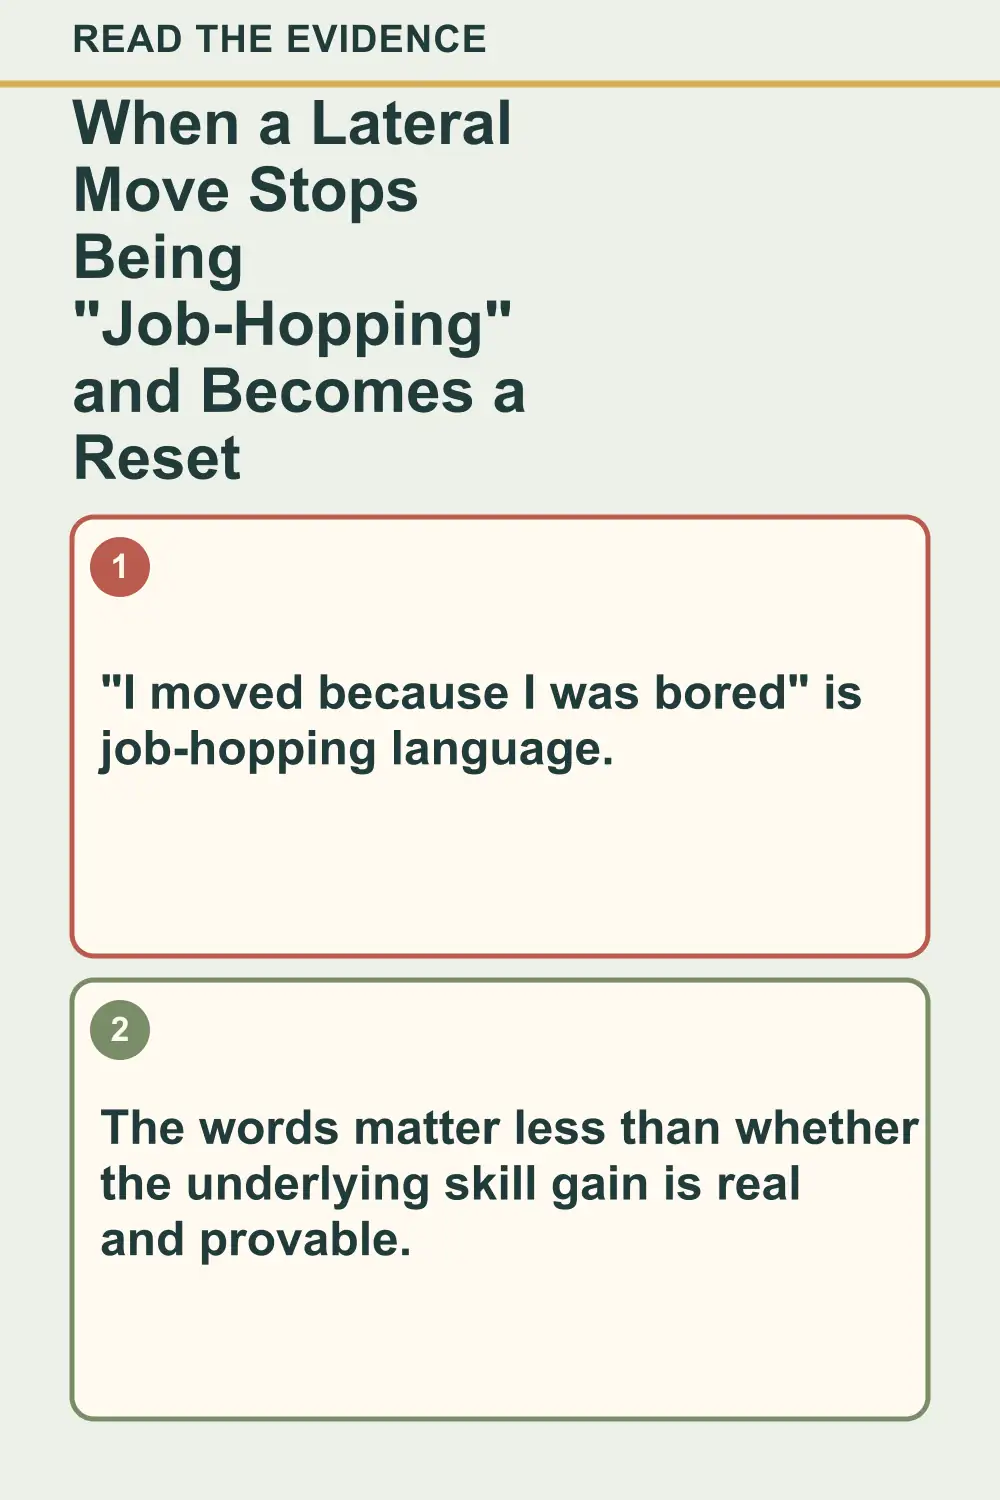 READ THE EVIDENCE
When a Lateral
Move Stops
Being
"Job-Hopping"
and Becomes a
Reset
1
"I moved because I was bored" is
job-hopping language.
2
The words matter less than whether
the underlying skill gain is real
and provable.